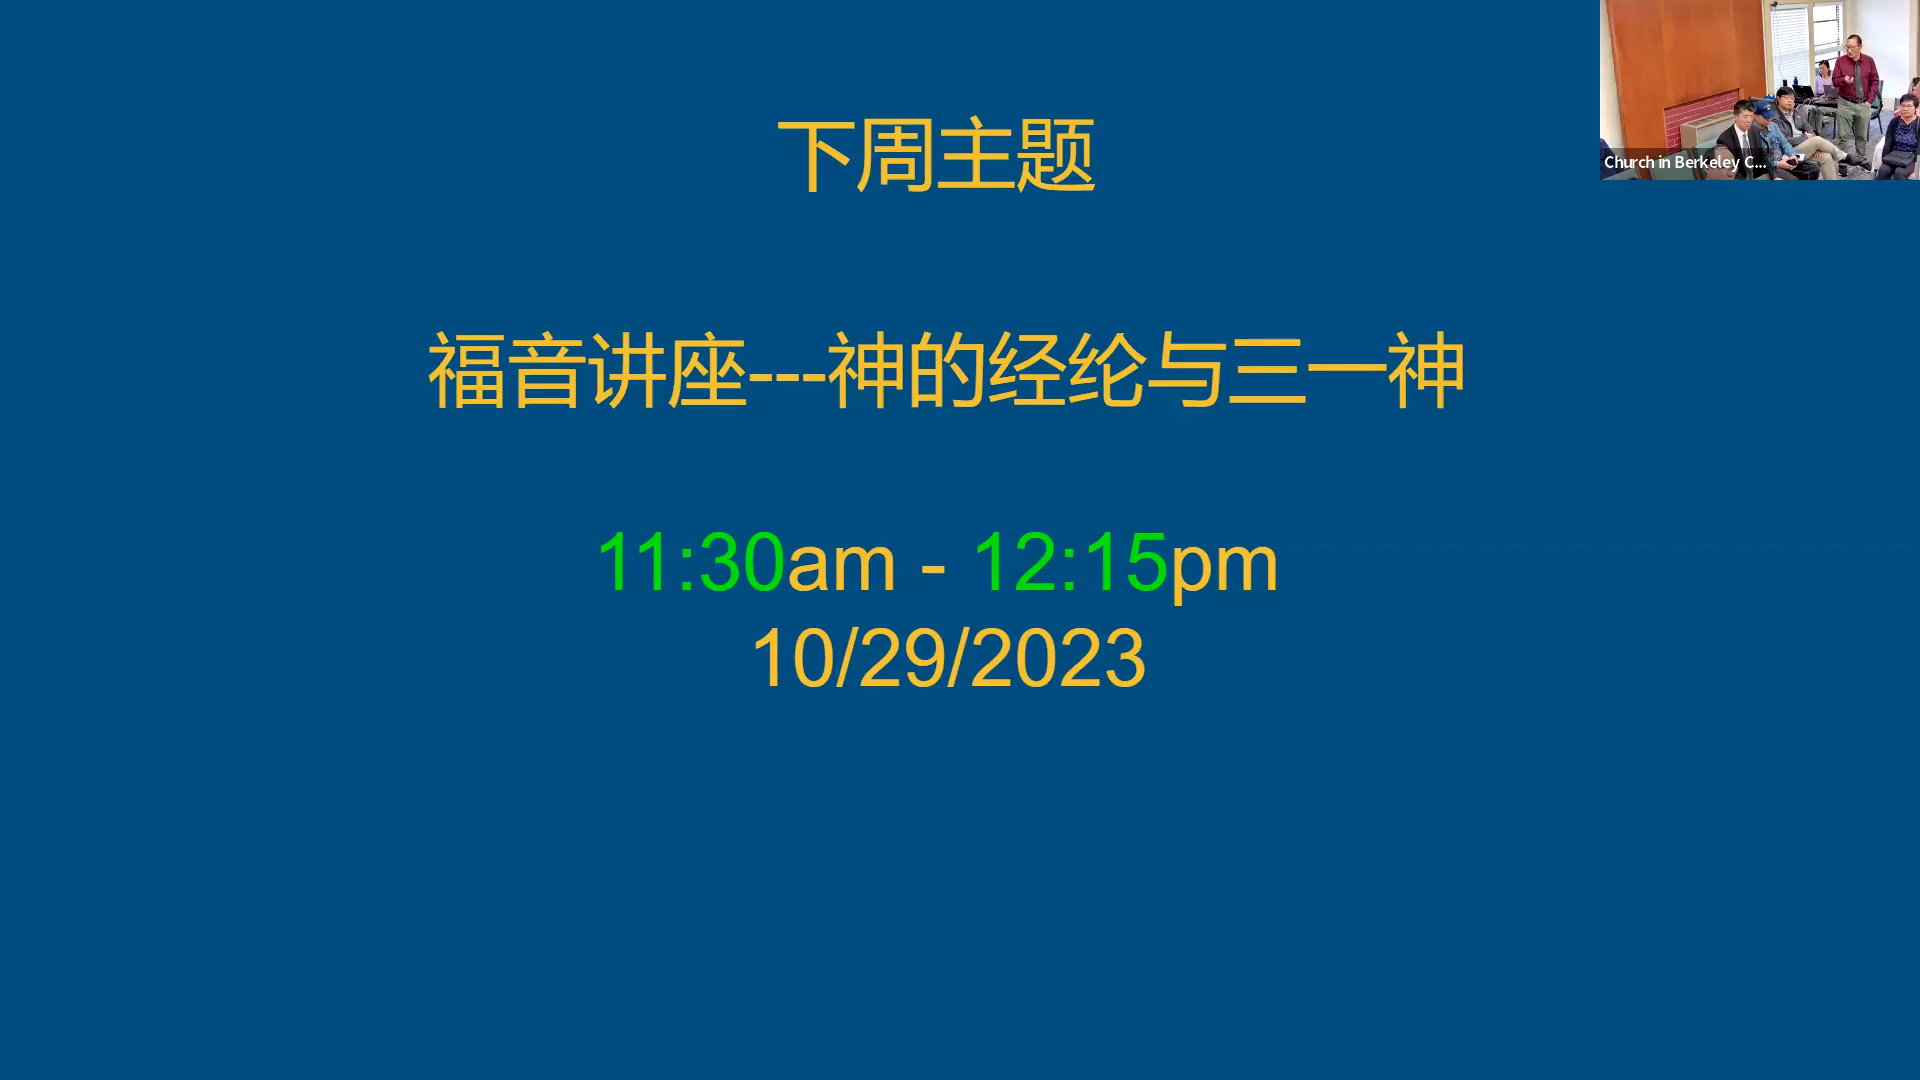 下周主题
福音讲座---神的经纶与三一神
11:30am - 12:15pm
10/29/2023
Church in Berkeley C...